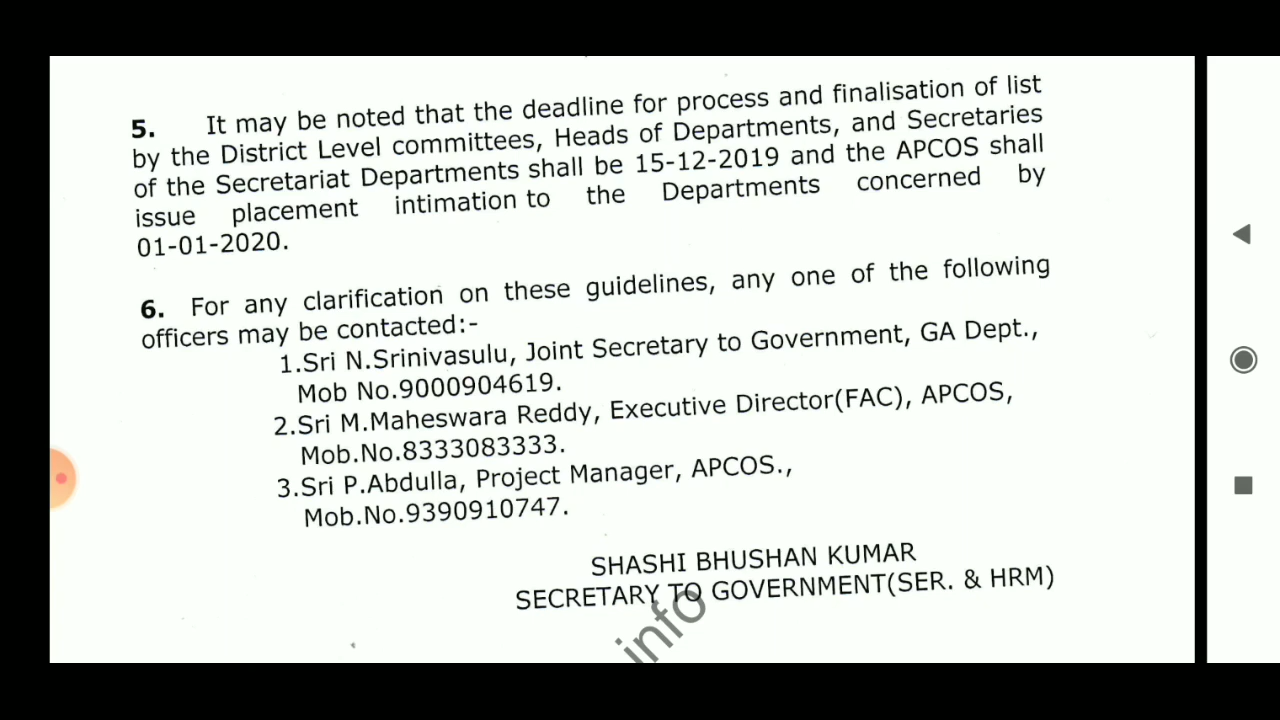 5. It may be noted that the deadline for process and finalisation of list
by the District Level committees, Heads of Departments, and Secretaries
of the Secretariat Departments shall be 15-12-2019 and the APCOS shall
issue placement intimation to the Departments concerned by
01-01-2020.
6. For any clarification on these guidelines, any one of the following
officers may be contacted:-
1.Sri N.Srinivasulu, Joint Secretary to Government, GA Dept.,
Mob No.9000904619.
2.Sri M.Maheswara Reddy, Executive Director(FAC), APCOS,
Mob.No.8333083333.
3.Sri P.Abdulla, Project Manager, APCOS.,
Mob.No.9390910747.
SHASHI BHUSHAN KUMAR
SECRETARY TO GOVERNMENT(SER. & HRM)
info